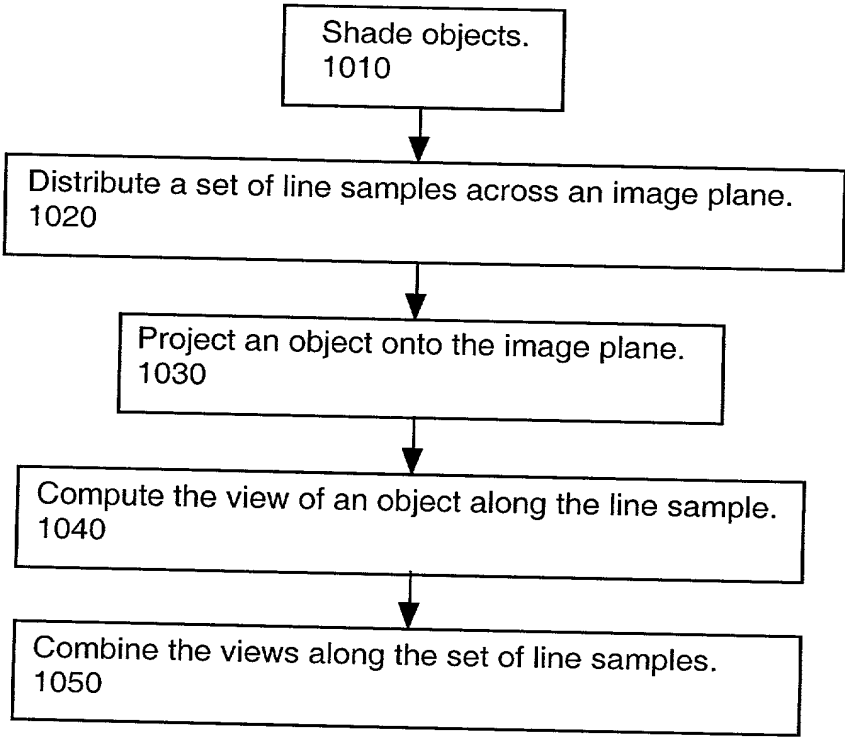 Shade objects.
1010
Distribute a set of line samples across an image plane.
1020
Project an object onto the image plane.
1030
Compute the view of an object along the line sample.
1040
Combine the views along the set of line samples.
1050